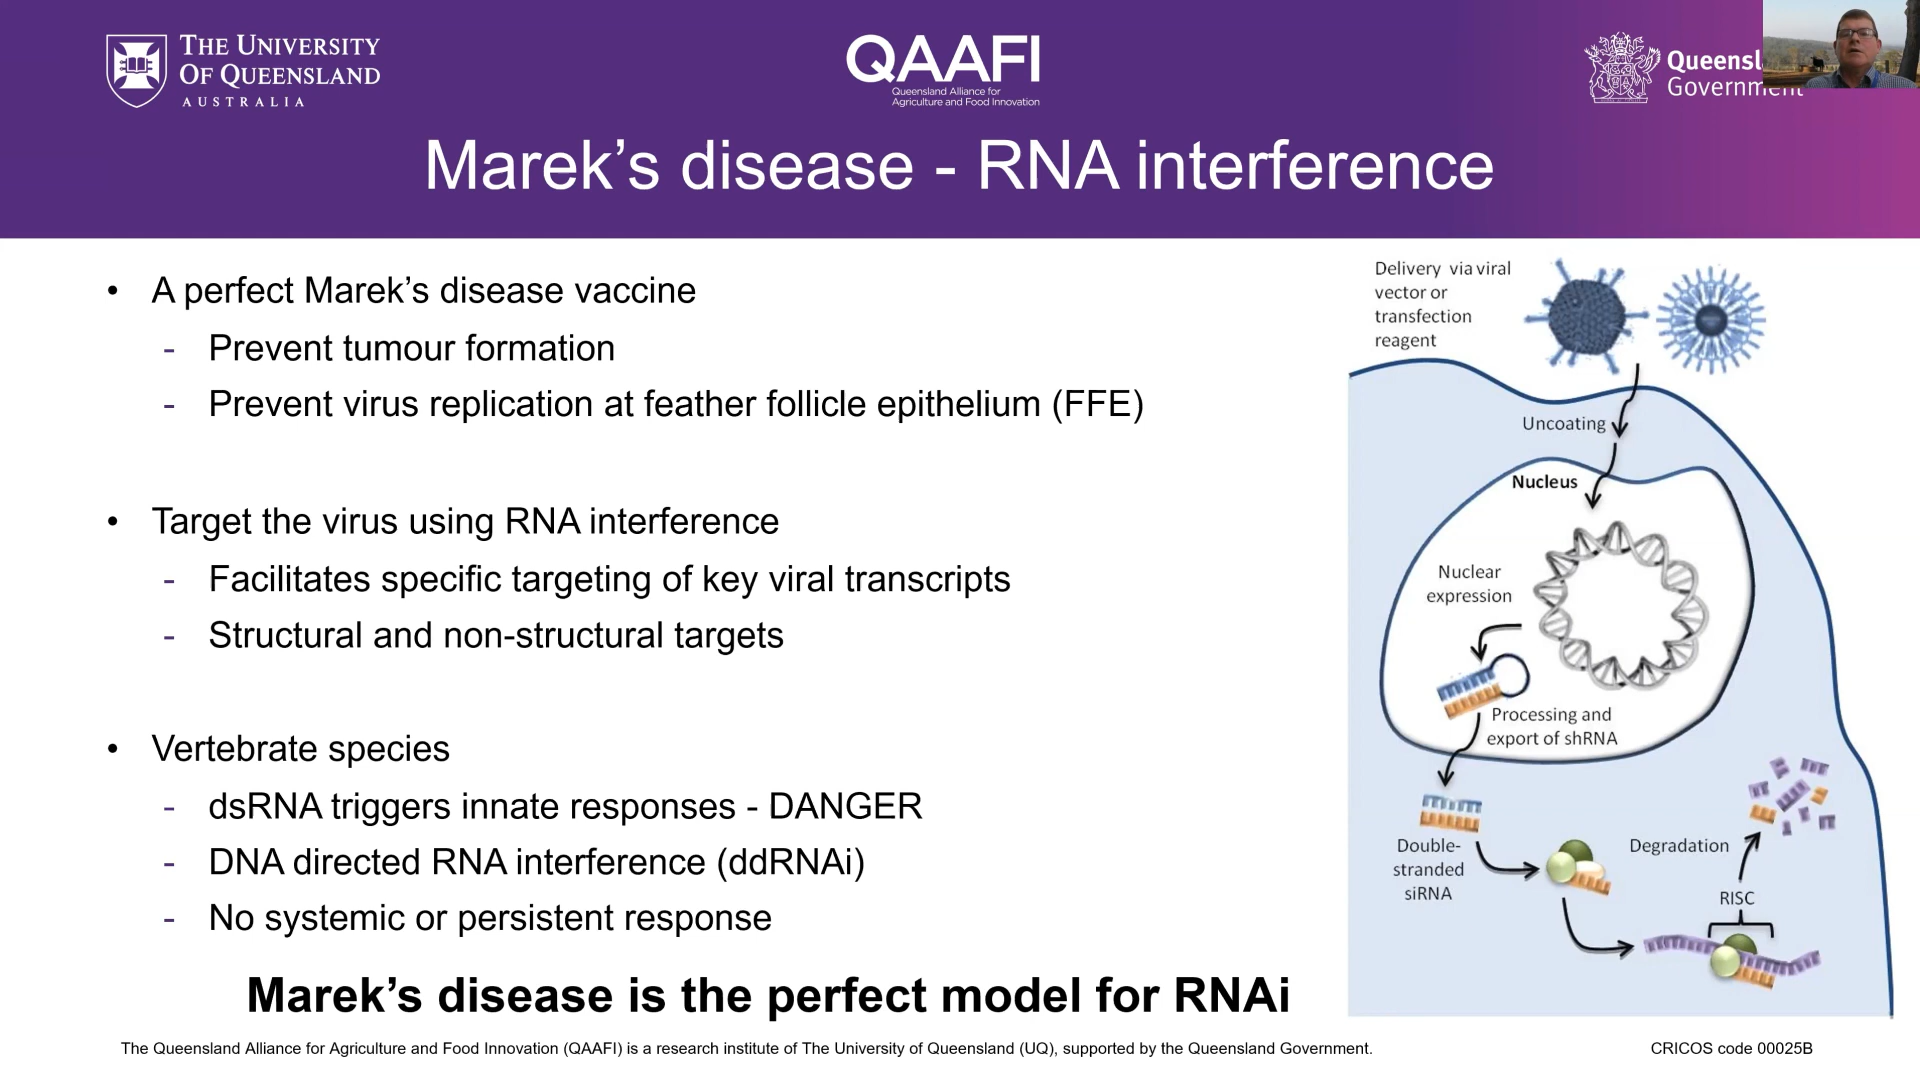 THE UNIVERSITY
OF QUEENSLAND
AUSTRALIA
QAAFI
Queensland Alliance for
Agriculture and Food Innovation
Government
Marek’s disease - RNA interference
• A perfect Marek’s disease vaccine
- Prevent tumour formation
- Prevent virus replication at feather follicle epithelium (FFE)
• Target the virus using RNA interference
- Facilitates specific targeting of key viral transcripts
- Structural and non-structural targets
• Vertebrate species
- dsRNA triggers innate responses - DANGER
- DNA directed RNA interference (ddRNAi)
- No systemic or persistent response
Marek’s disease is the perfect model for RNAi
Delivery via viral
vector or
transfection
reagent
Uncoating
Nucleus
Nuclear
expression
Processing and
export of shRNA
Double-
stranded
siRNA
Degradation
RISC
The Queensland Alliance for Agriculture and Food Innovation (QAAFI) is a research institute of The University of Queensland (UQ), supported by the Queensland Government.
CRICOS code 00025B